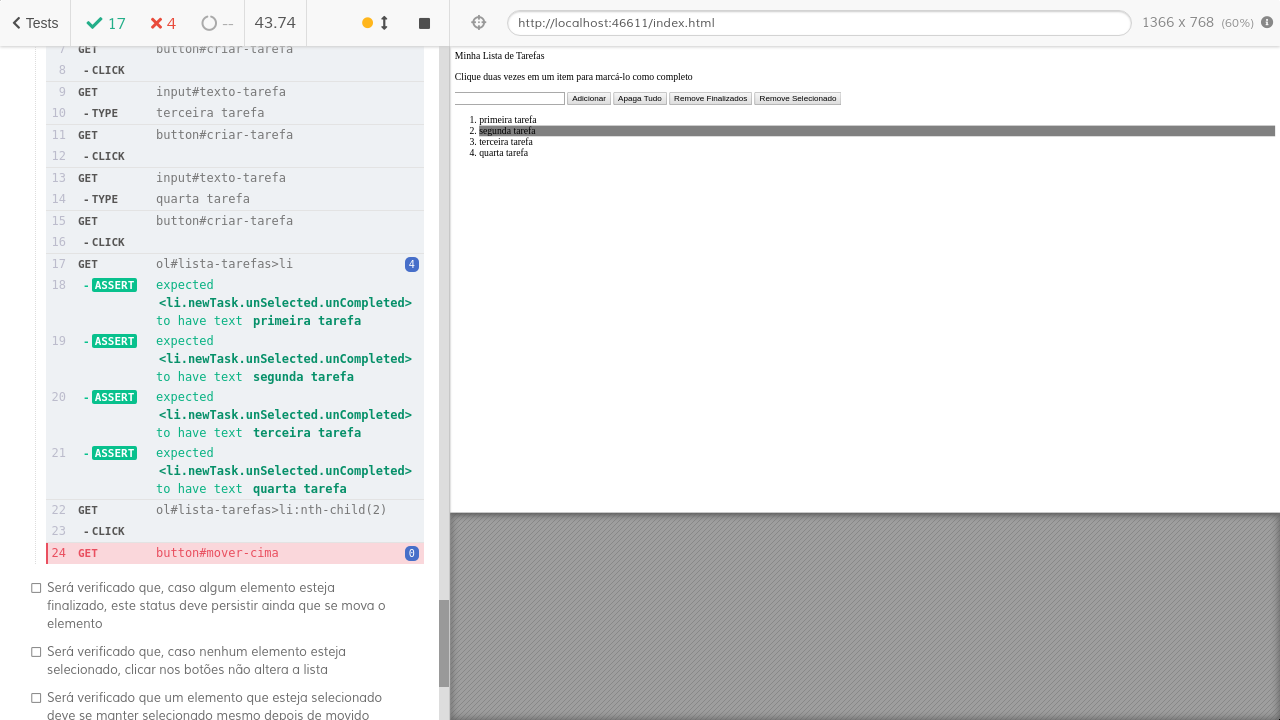 Tests 17 4 -- 43.74
http://localhost:46611/index.html 1366 x 768 (60%)
7 GET button#criar-tarefa
8 - CLICK
9 GET input#texto-tarefa
10 - TYPE terceira tarefa
11 GET button#criar-tarefa
12 - CLICK
13 GET input#texto-tarefa
14 - TYPE quarta tarefa
15 GET button#criar-tarefa
16 - CLICK
17 GET ol#lista-tarefas>li 4
18 - ASSERT expected
<li.newTask.unSelected.unCompleted>
to have text primeira tarefa
19 - ASSERT expected
<li.newTask.unSelected.unCompleted>
to have text segunda tarefa
20 - ASSERT expected
<li.newTask.unSelected.unCompleted>
to have text terceira tarefa
21 - ASSERT expected
<li.newTask.unSelected.unCompleted>
to have text quarta tarefa
22 GET ol#lista-tarefas>li:nth-child(2)
23 - CLICK
24 GET button#mover-cima 0
Será verificado que, caso algum elemento esteja
finalizado, este status deve persistir ainda que se mova o
elemento
Será verificado que, caso nenhum elemento esteja
selecionado, clicar nos botões não altera a lista
Será verificado que um elemento que esteja selecionado
deve se manter selecionado mesmo depois de movido
Minha Lista de Tarefas
Clique duas vezes em um item para marcá-lo como completo
Adicionar Apaga Tudo Remove Finalizados Remove Selecionado
1. primeira tarefa
2. segunda tarefa
3. terceira tarefa
4. quarta tarefa